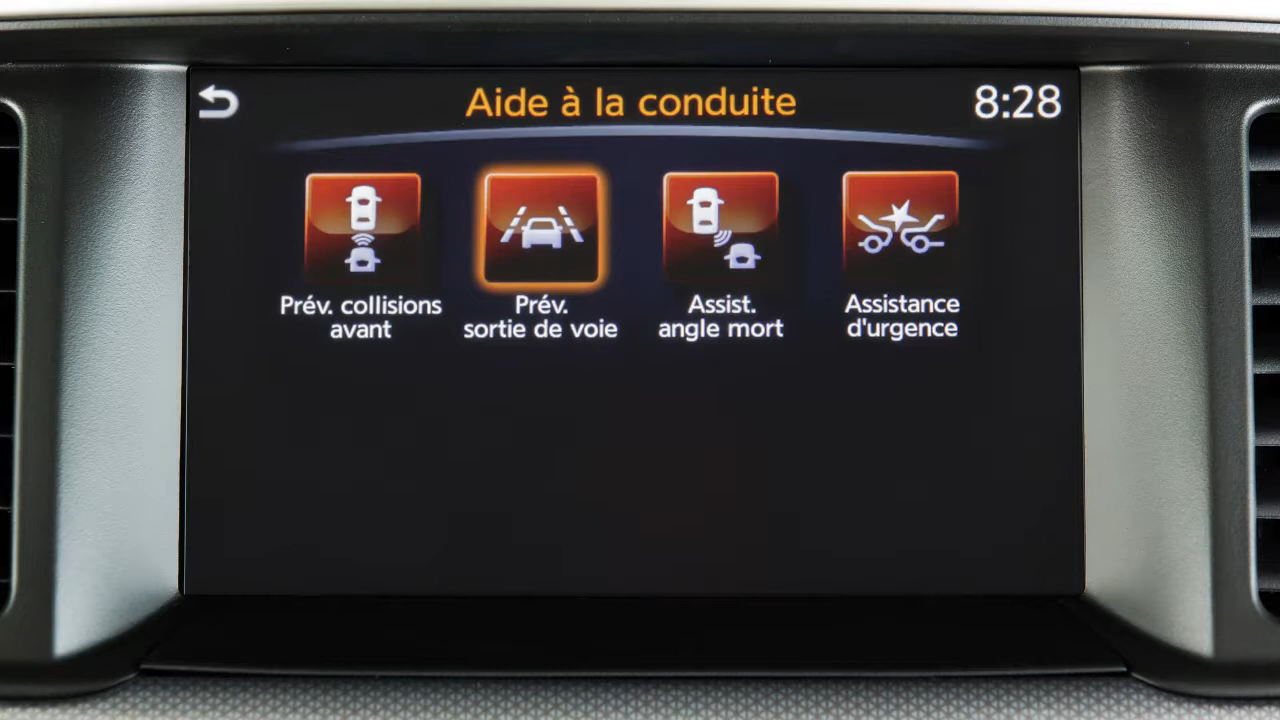 Aide à la conduite
8:28
Prév. collisions
avant
Prév.
sortie de voie
Assist.
angle mort
Assistance
d'urgence